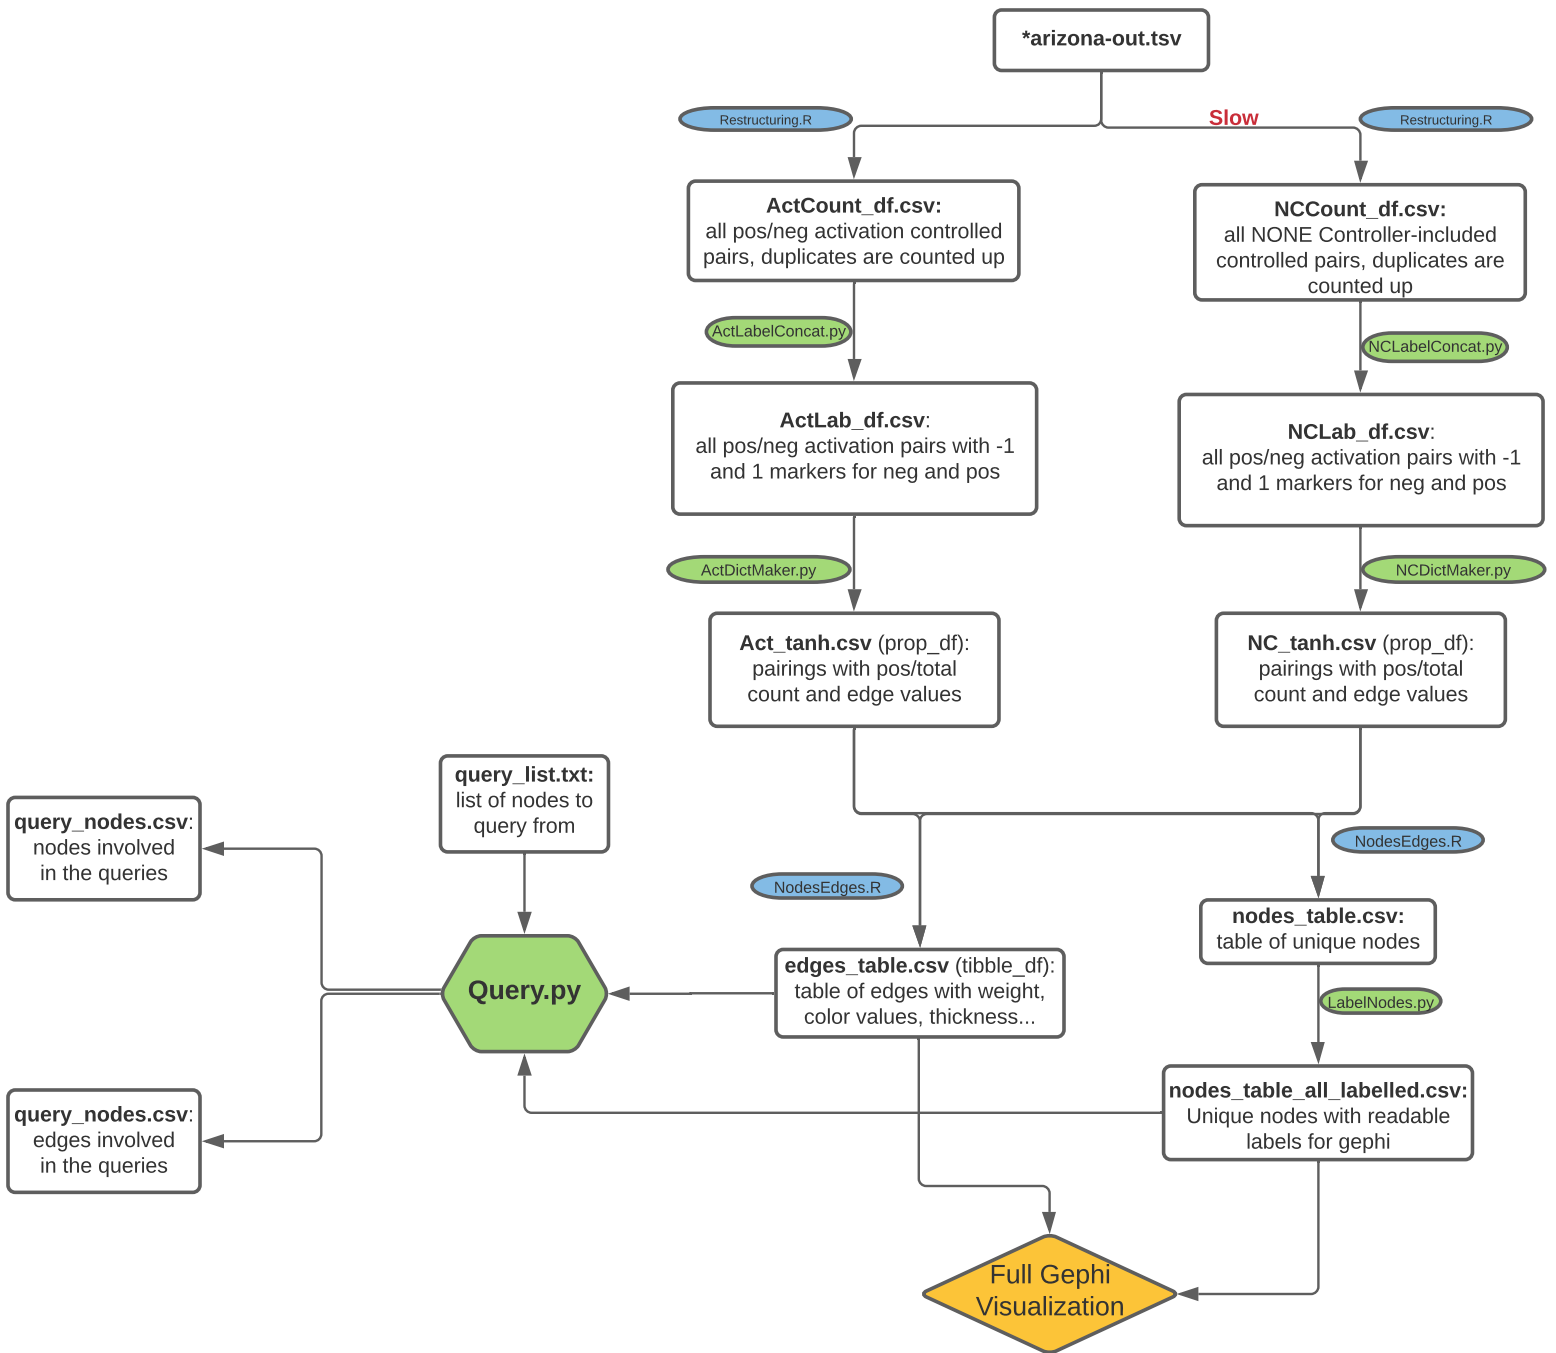 *arizona-out.tsv
Restructuring.R
Slow
Restructuring.R
ActCount_df.csv:
all pos/neg activation controlled
pairs, duplicates are counted up
NCCount_df.csv:
all NONE Controller-included
controlled pairs, duplicates are
counted up
ActLabelConcat.py
NCLabelConcat.py
ActLab_df.csv:
all pos/neg activation pairs with -1
and 1 markers for neg and pos
NCLab_df.csv:
all pos/neg activation pairs with -1
and 1 markers for neg and pos
ActDictMaker.py
NCDictMaker.py
Act_tanh.csv (prop_df):
pairings with pos/total
count and edge values
NC_tanh.csv (prop_df):
pairings with pos/total
count and edge values
query_list.txt:
list of nodes to
query from
query_nodes.csv:
nodes involved
in the queries
NodesEdges.R
NodesEdges.R
nodes_table.csv:
table of unique nodes
Query.py
edges_table.csv (tibble_df):
table of edges with weight,
color values, thickness...
LabelNodes.py
query_nodes.csv:
edges involved
in the queries
nodes_table_all_labelled.csv:
Unique nodes with readable
labels for gephi
Full Gephi
Visualization